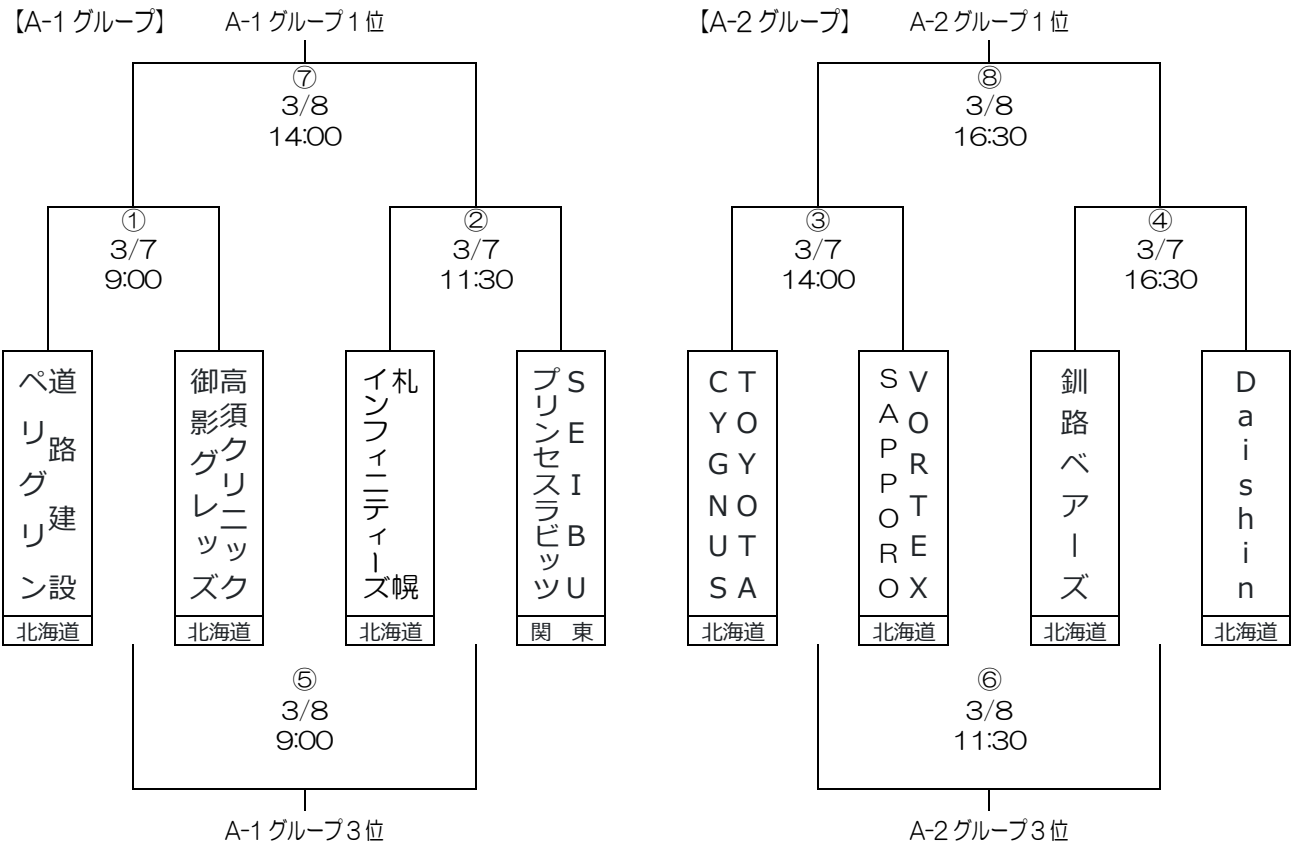 【A-1グループ】 A-1グループ1位
⑦
3/8
14:00
①
3/7
9:00
②
3/7
11:30
道路建設
ペリグリン
北海道
高須クリニック
御影グレッズ
北海道
札幌
インフィニティーズ
北海道
SEIBU
プリンセスラビッツ
関東
⑤
3/8
9:00
A-1グループ3位
【A-2グループ】 A-2グループ1位
⑧
3/8
16:30
③
3/7
14:00
④
3/7
16:30
TOYOTA
CYGNUS
北海道
VORTEX
SAPPORO
北海道
釧路ベアーズ
北海道
Daishin
北海道
⑥
3/8
11:30
A-2グループ3位